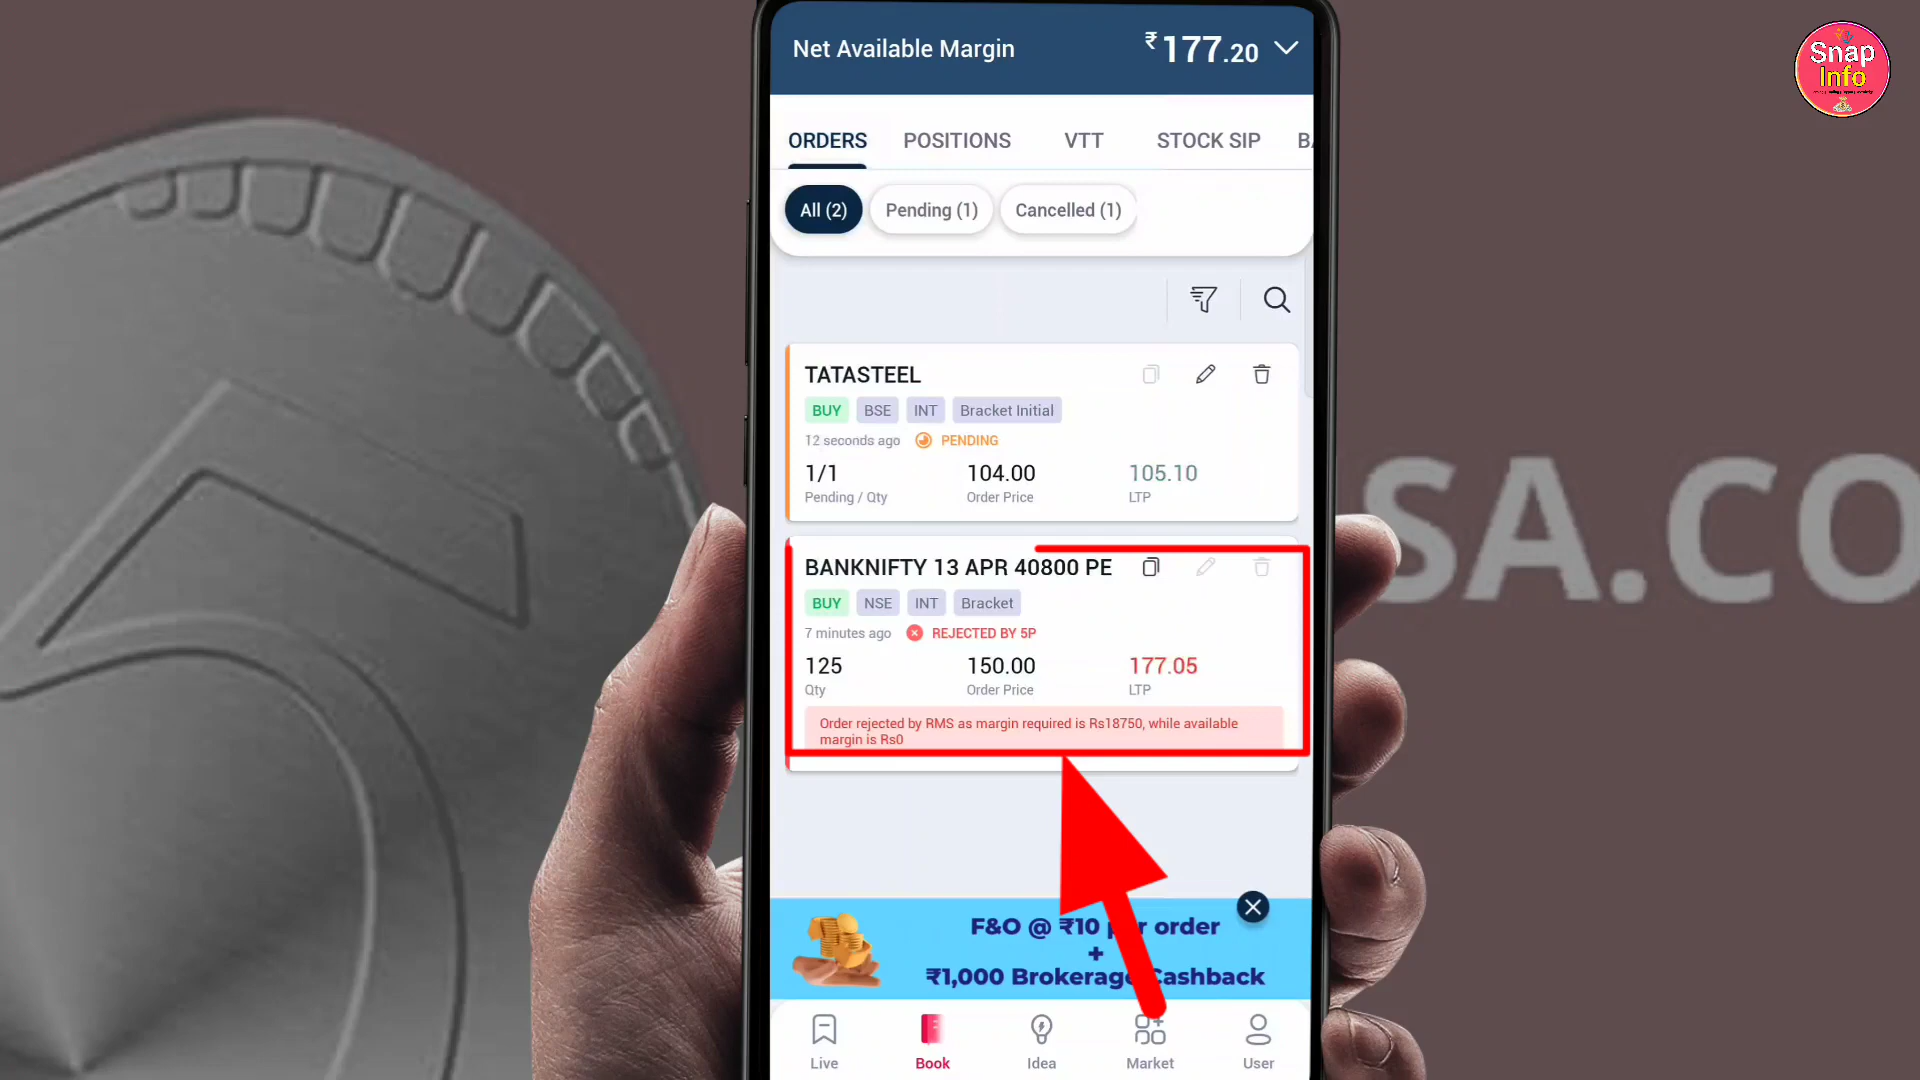 Snap
Info
Net Available Margin ₹177.20
ORDERS POSITIONS VTT STOCK SIP BA
All (2) Pending (1) Cancelled (1)
TATASTEEL
BUY BSE INT Bracket Initial
12 seconds ago PENDING
1/1 104.00 105.10
Pending / Qty Order Price LTP
BANKNIFTY 13 APR 40800 PE
BUY NSE INT Bracket
7 minutes ago REJECTED BY 5P
125 150.00 177.05
Qty Order Price LTP
Order rejected by RMS as margin required is Rs18750, while available
margin is Rs0
SA.CO
F&O @ ₹10 per order
+
₹1,000 Brokerage Cashback
Live Book Idea Market User